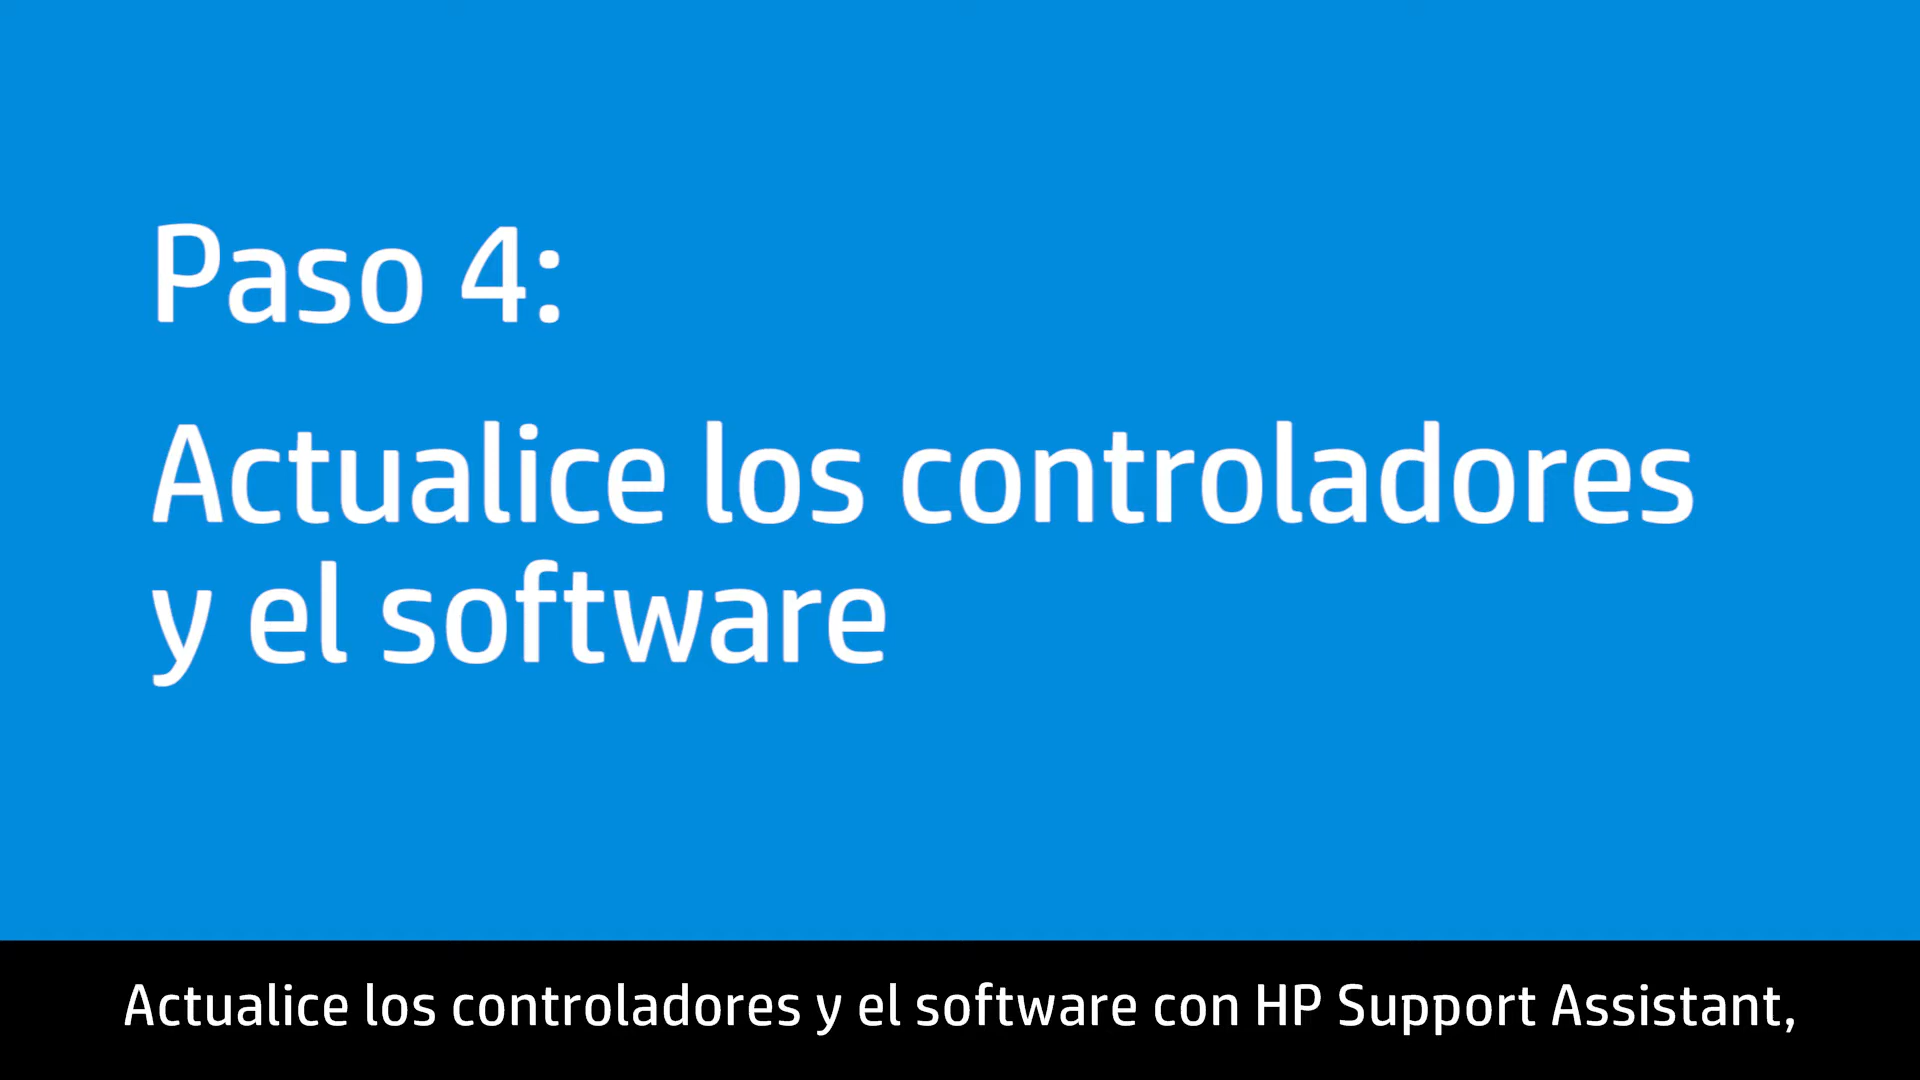 Paso 4:
Actualice los controladores
y el software
Actualice los controladores y el software con HP Support Assistant,